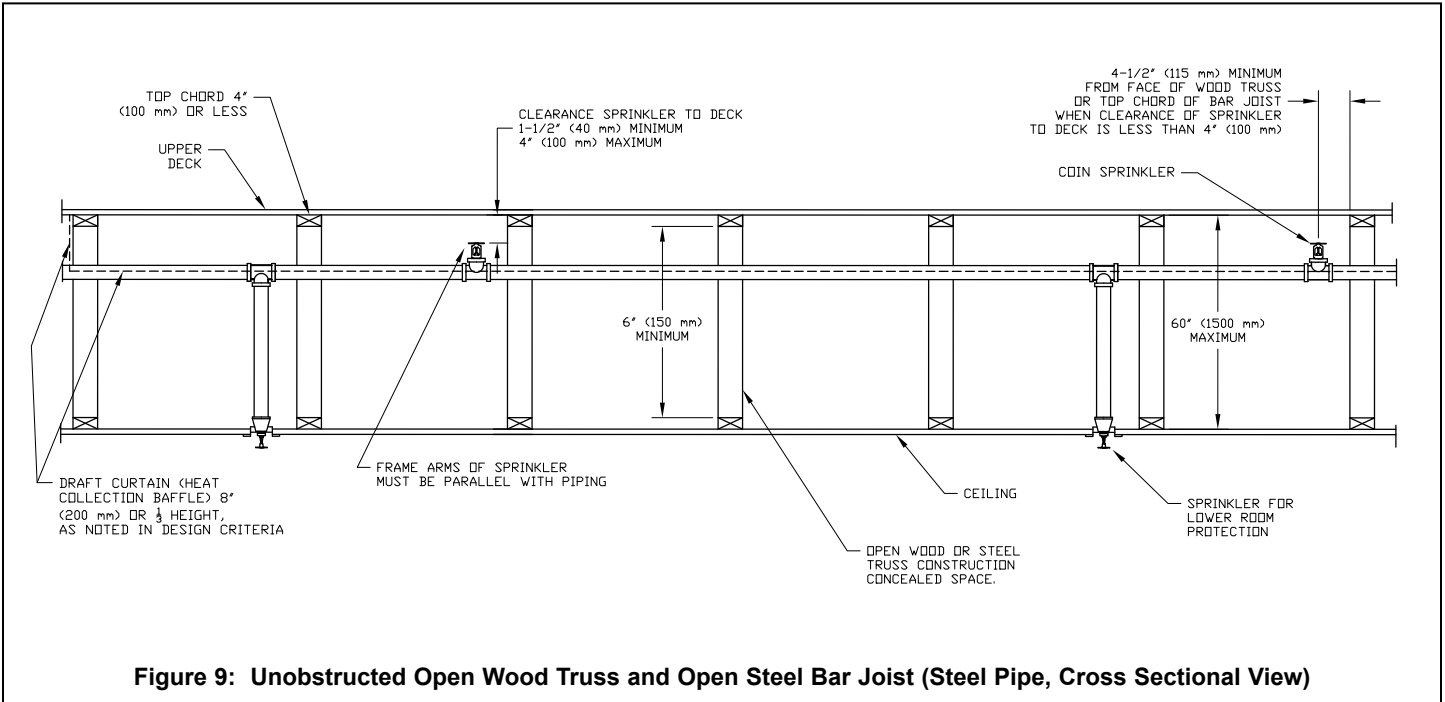 TOP CHORD 4"
(100 mm) OR LESS
UPPER
DECK
CLEARANCE SPRINKLER TO DECK
1-1/2" (40 mm) MINIMUM
4" (100 mm) MAXIMUM
4-1/2" (115 mm) MINIMUM
FROM FACE OF WOOD TRUSS
OR TOP CHORD OF BAR JOIST
WHEN CLEARANCE OF SPRINKLER
TO DECK IS LESS THAN 4" (100 mm)
COIN SPRINKLER
6" (150 mm)
MINIMUM
60" (1500 mm)
MAXIMUM
DRAFT CURTAIN (HEAT
COLLECTION BAFFLE) 8"
(200 mm) OR 1/3 HEIGHT,
AS NOTED IN DESIGN CRITERIA
FRAME ARMS OF SPRINKLER
MUST BE PARALLEL WITH PIPING
CEILING
SPRINKLER FOR
LOWER ROOM
PROTECTION
OPEN WOOD OR STEEL
TRUSS CONSTRUCTION
CONCEALED SPACE.
Figure 9: Unobstructed Open Wood Truss and Open Steel Bar Joist (Steel Pipe, Cross Sectional View)